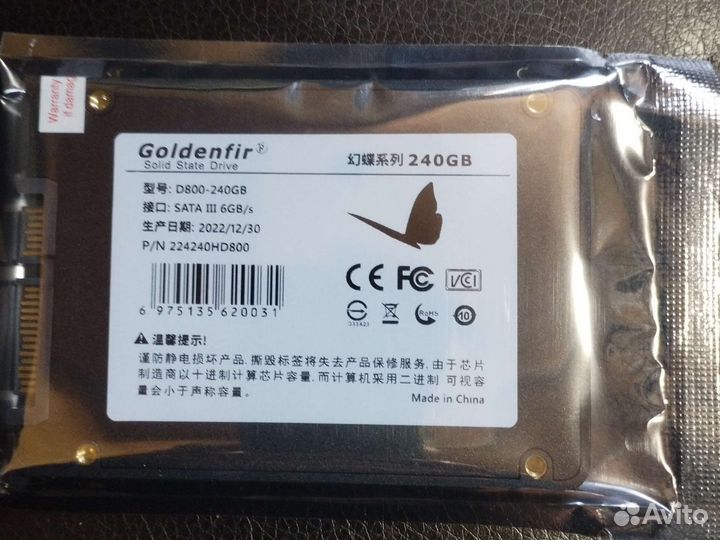 Warranty
if damag
Goldenfir®
Solid State Drive
幻蝶系列 240GB
型号: D800-240GB
接口: SATA III 6GB/s
生产日期: 2022/12/30
P/N 224240HD800
CE FC VCI
6 975135 620031
D33423
RoHS
10
温馨提示!
谨防静电损坏产品. 撕毁标签将失去产品保修服务. 由于芯片
制造商以十进制计算芯片容量. 而计算机采用二进制 可视容
量会小于声称容量.
Made in China
Avito